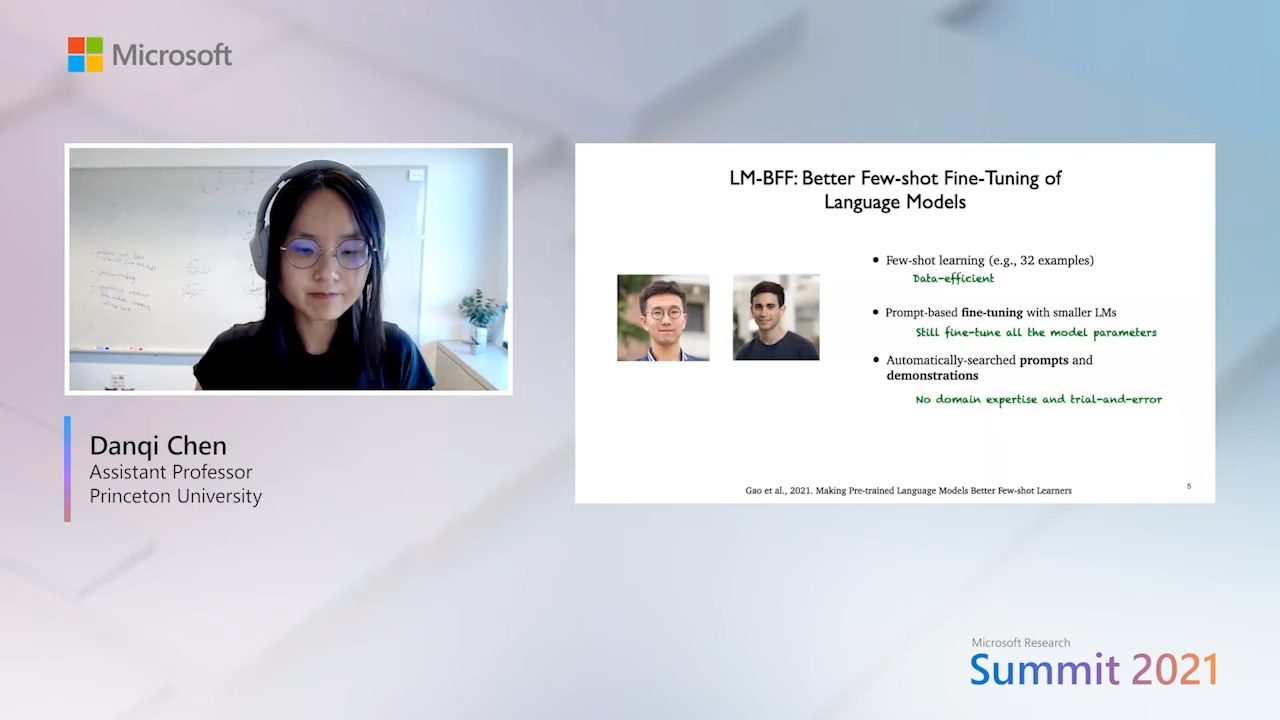 Microsoft
LM-BFF: Better Few-shot Fine-Tuning of
Language Models
Few-shot learning (e.g., 32 examples)
Data-efficient
Prompt-based fine-tuning with smaller LMs
Still fine-tune all the model parameters
Automatically-searched prompts and
demonstrations
No domain expertise and trial-and-error
Gao et al., 2021. Making Pre-trained Language Models Better Few-shot Learners
5
Danqi Chen
Assistant Professor
Princeton University
Microsoft Research
Summit 2021